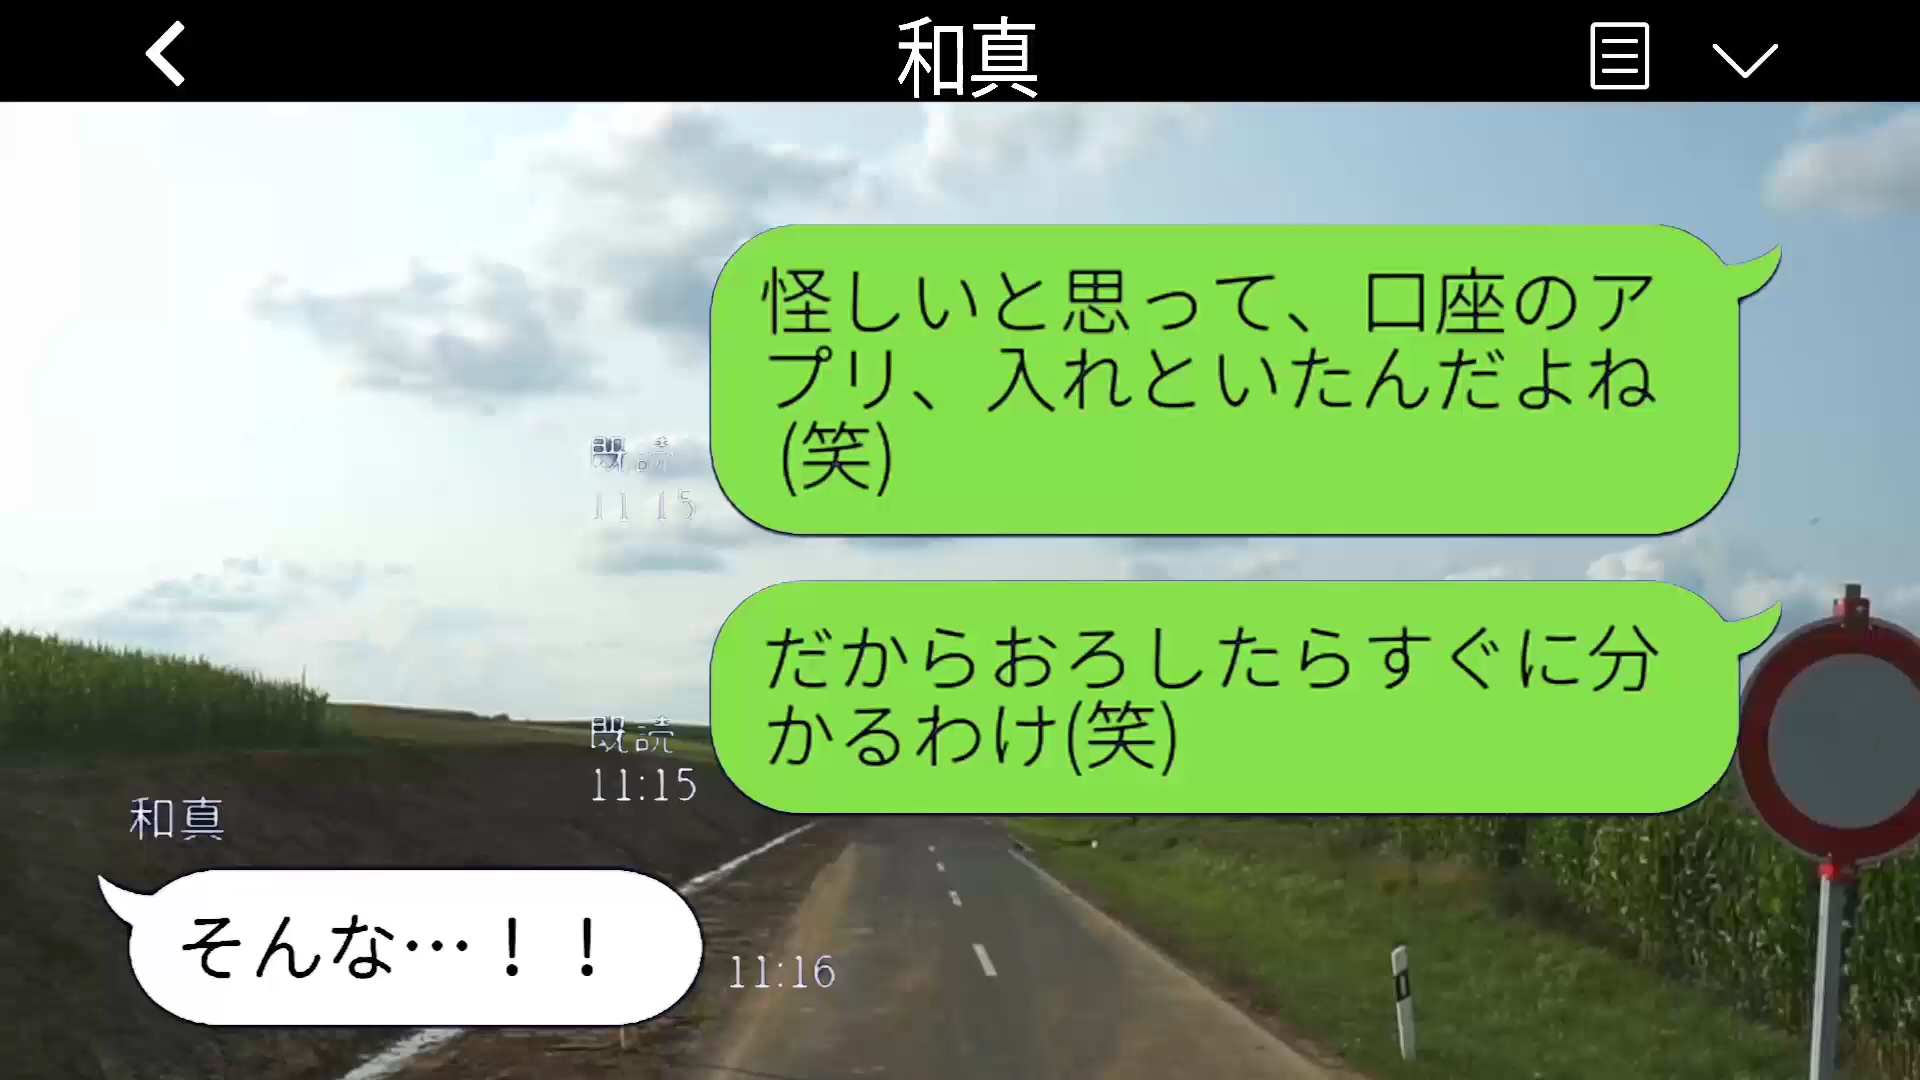 和真
怪しいと思って、口座のア
プリ、入れといたんだよね
(笑)
既読
11:15
だからおろしたらすぐに分
かるわけ(笑)
既読
11:15
和真
そんな…！！
11:16